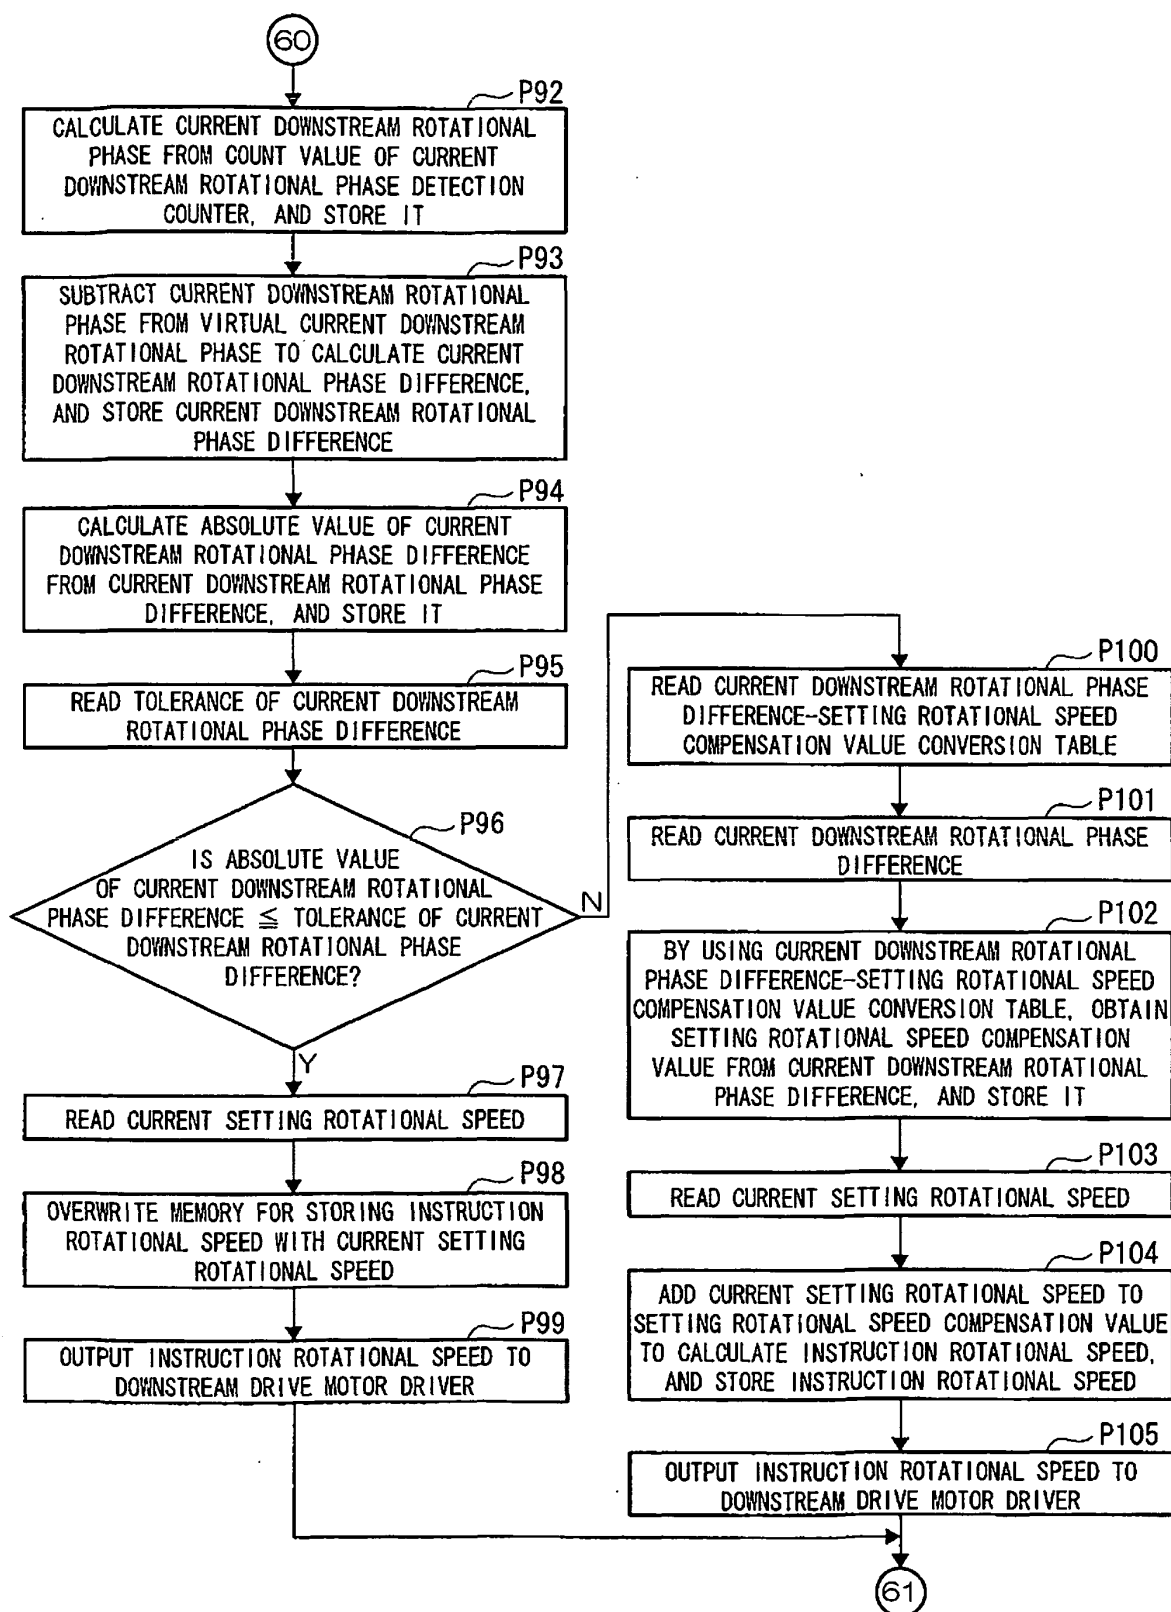 60
P92
CALCULATE CURRENT DOWNSTREAM ROTATIONAL
PHASE FROM COUNT VALUE OF CURRENT
DOWNSTREAM ROTATIONAL PHASE DETECTION
COUNTER, AND STORE IT
P93
SUBTRACT CURRENT DOWNSTREAM ROTATIONAL
PHASE FROM VIRTUAL CURRENT DOWNSTREAM
ROTATIONAL PHASE TO CALCULATE CURRENT
DOWNSTREAM ROTATIONAL PHASE DIFFERENCE,
AND STORE CURRENT DOWNSTREAM ROTATIONAL
PHASE DIFFERENCE
P94
CALCULATE ABSOLUTE VALUE OF CURRENT
DOWNSTREAM ROTATIONAL PHASE DIFFERENCE
FROM CURRENT DOWNSTREAM ROTATIONAL PHASE
DIFFERENCE, AND STORE IT
P95
READ TOLERANCE OF CURRENT DOWNSTREAM
ROTATIONAL PHASE DIFFERENCE
P96
IS ABSOLUTE VALUE
OF CURRENT DOWNSTREAM ROTATIONAL
PHASE DIFFERENCE ≦ TOLERANCE OF CURRENT
DOWNSTREAM ROTATIONAL PHASE
DIFFERENCE?
N
Y
P97
READ CURRENT SETTING ROTATIONAL SPEED
P98
OVERWRITE MEMORY FOR STORING INSTRUCTION
ROTATIONAL SPEED WITH CURRENT SETTING
ROTATIONAL SPEED
P99
OUTPUT INSTRUCTION ROTATIONAL SPEED TO
DOWNSTREAM DRIVE MOTOR DRIVER
P100
READ CURRENT DOWNSTREAM ROTATIONAL PHASE
DIFFERENCE-SETTING ROTATIONAL SPEED
COMPENSATION VALUE CONVERSION TABLE
P101
READ CURRENT DOWNSTREAM ROTATIONAL PHASE
DIFFERENCE
P102
BY USING CURRENT DOWNSTREAM ROTATIONAL
PHASE DIFFERENCE-SETTING ROTATIONAL SPEED
COMPENSATION VALUE CONVERSION TABLE, OBTAIN
SETTING ROTATIONAL SPEED COMPENSATION
VALUE FROM CURRENT DOWNSTREAM ROTATIONAL
PHASE DIFFERENCE, AND STORE IT
P103
READ CURRENT SETTING ROTATIONAL SPEED
P104
ADD CURRENT SETTING ROTATIONAL SPEED TO
SETTING ROTATIONAL SPEED COMPENSATION VALUE
TO CALCULATE INSTRUCTION ROTATIONAL SPEED,
AND STORE INSTRUCTION ROTATIONAL SPEED
P105
OUTPUT INSTRUCTION ROTATIONAL SPEED TO
DOWNSTREAM DRIVE MOTOR DRIVER
61